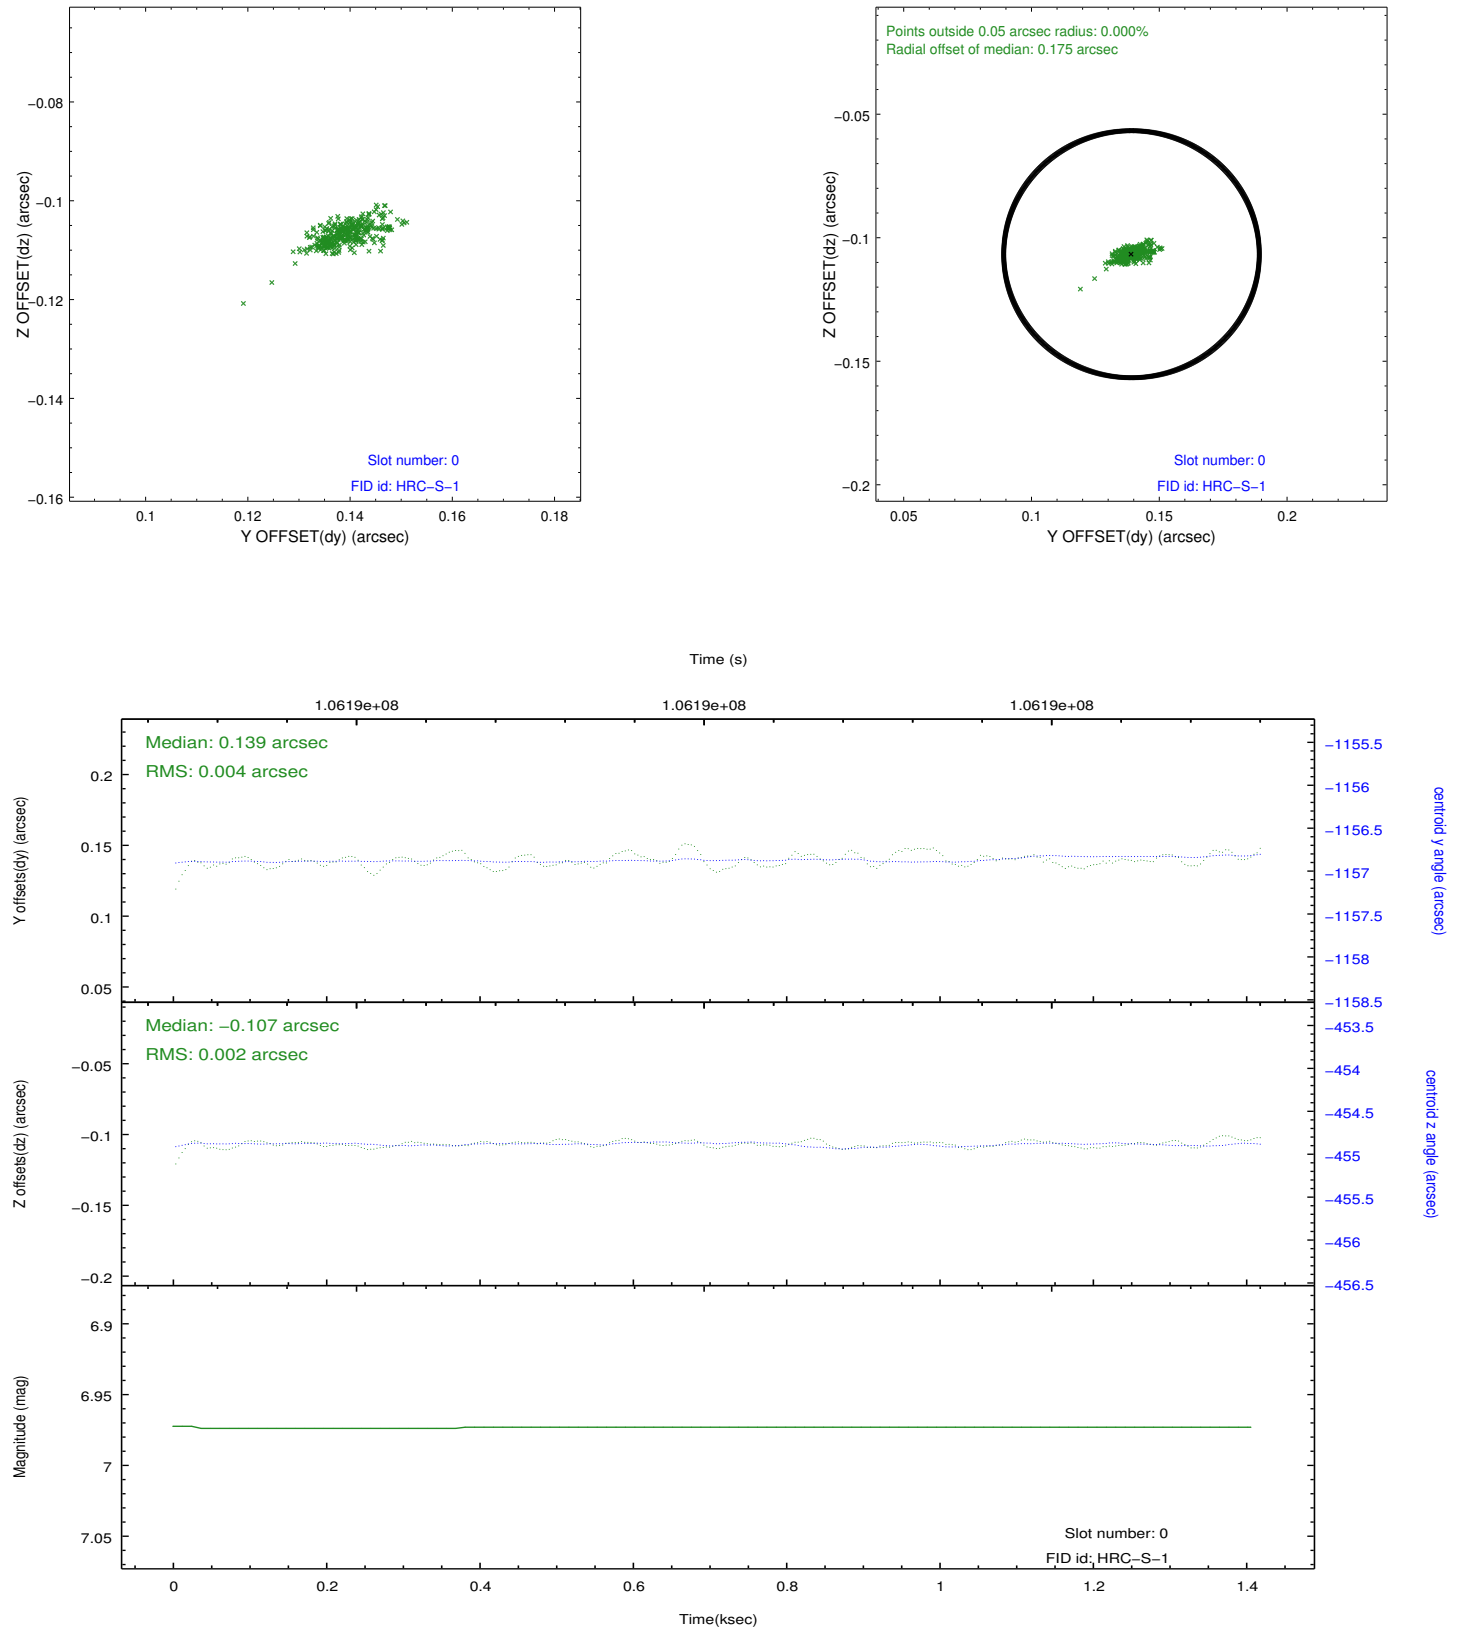 −0.08
−0.1
−0.12
−0.14
−0.16
Z OFFSET(dz) (arcsec)
Slot number: 0
FID id: HRC−S−1
0.1 0.12 0.14 0.16 0.18
Y OFFSET(dy) (arcsec)
Points outside 0.05 arcsec radius: 0.000%
Radial offset of median: 0.175 arcsec
−0.05
−0.1
−0.15
−0.2
Z OFFSET(dz) (arcsec)
Slot number: 0
FID id: HRC−S−1
0.05 0.1 0.15 0.2
Y OFFSET(dy) (arcsec)
Time (s)
1.0619e+08 1.0619e+08 1.0619e+08
Median: 0.139 arcsec
RMS: 0.004 arcsec
0.2
0.15
0.1
0.05
Y offsets(dy) (arcsec)
−1155.5
−1156
−1156.5
−1157
−1157.5
−1158
−1158.5
centroid y angle (arcsec)
Median: −0.107 arcsec
RMS: 0.002 arcsec
−0.05
−0.1
−0.15
−0.2
Z offsets(dz) (arcsec)
−453.5
−454
−454.5
−455
−455.5
−456
−456.5
centroid z angle (arcsec)
6.9
6.95
7
7.05
Magnitude (mag)
Slot number: 0
FID id: HRC−S−1
0 0.2 0.4 0.6 0.8 1 1.2 1.4
Time(ksec)